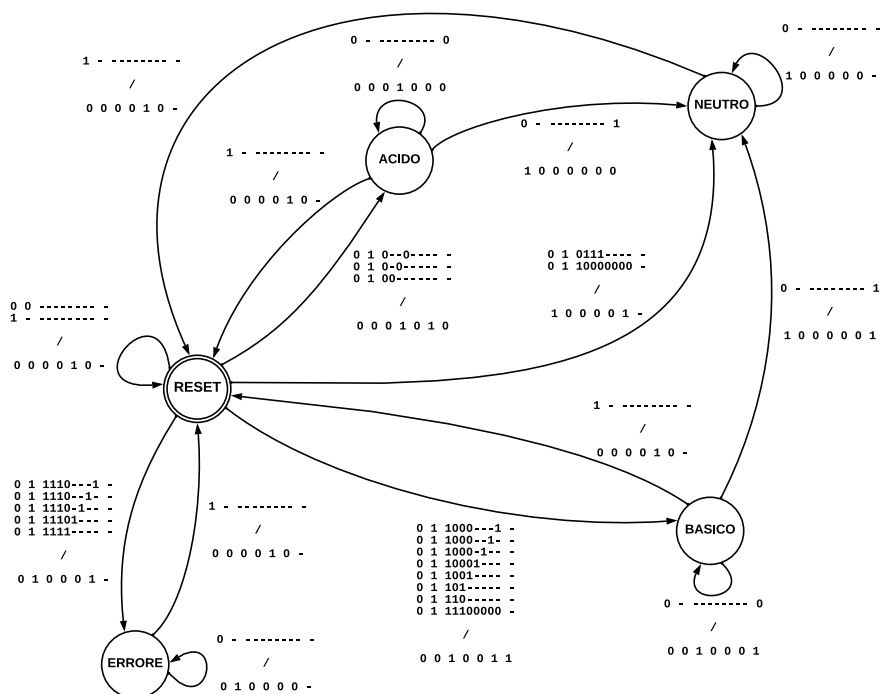 0 - -------- -
/
1 0 0 0 0 0 -
NEUTRO
0 - -------- 0
/
0 0 0 1 0 0 0
1 - -------- -
/
0 0 0 0 1 0 -
0 - -------- 1
/
1 0 0 0 0 0 0
ACIDO
1 - -------- -
/
0 0 0 0 1 0 -
0 1 0--0---- -
0 1 0-0----- -
0 1 00------ -
/
0 0 0 1 0 1 0
0 1 0111---- -
0 1 10000000 -
/
1 0 0 0 0 1 -
0 - -------- 1
/
1 0 0 0 0 0 1
0 0 -------- -
1 - -------- -
/
0 0 0 0 1 0 -
RESET
1 - -------- -
/
0 0 0 0 1 0 -
0 1 1110---1 -
0 1 1110--1- -
0 1 1110-1-- -
0 1 11101--- -
0 1 1111---- -
/
0 1 0 0 0 1 -
1 - -------- -
/
0 0 0 0 1 0 -
0 1 1000---1 -
0 1 1000--1- -
0 1 1000-1-- -
0 1 10001--- -
0 1 1001---- -
0 1 101----- -
0 1 110----- -
0 1 11100000 -
/
0 0 1 0 0 1 1
BASICO
0 - -------- 0
/
0 0 1 0 0 0 1
ERRORE
0 - -------- -
/
0 1 0 0 0 0 -